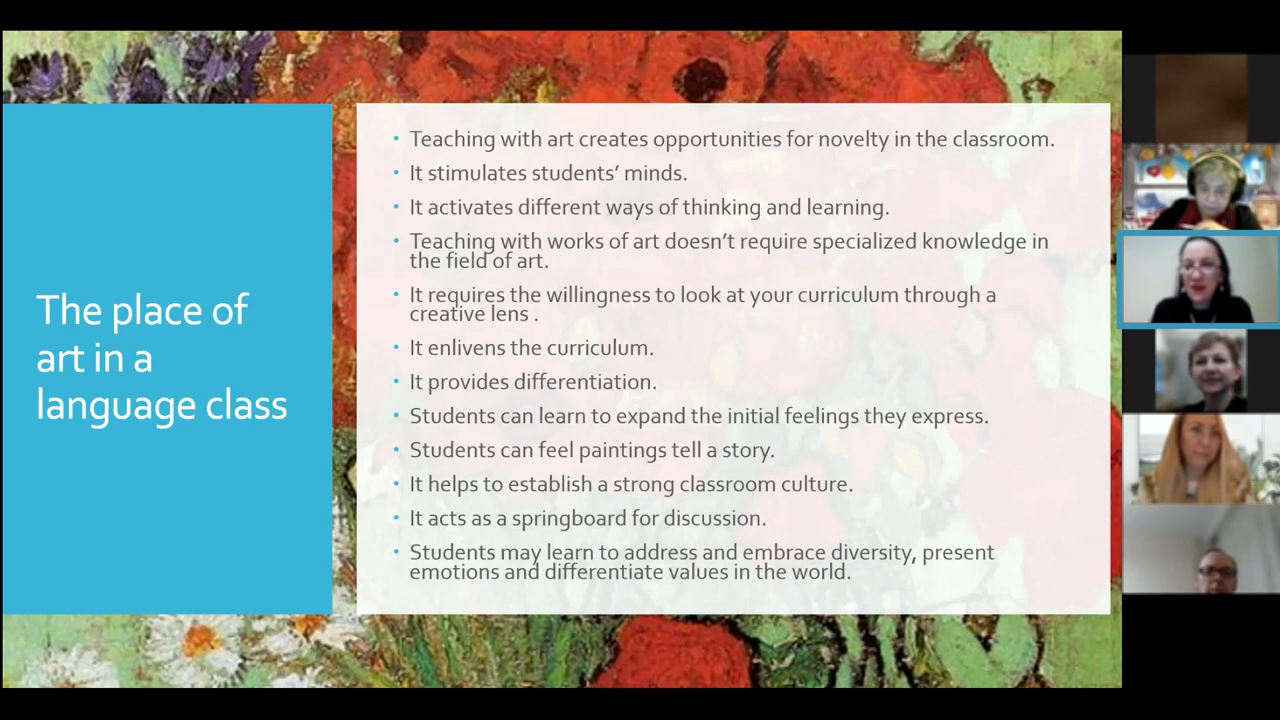 The place of
art in a
language class
• Teaching with art creates opportunities for novelty in the classroom.
• It stimulates students’ minds.
• It activates different ways of thinking and learning.
• Teaching with works of art doesn’t require specialized knowledge in
the field of art.
• It requires the willingness to look at your curriculum through a
creative lens .
• It enlivens the curriculum.
• It provides differentiation.
• Students can learn to expand the initial feelings they express.
• Students can feel paintings tell a story.
• It helps to establish a strong classroom culture.
• It acts as a springboard for discussion.
• Students may learn to address and embrace diversity, present
emotions and differentiate values in the world.